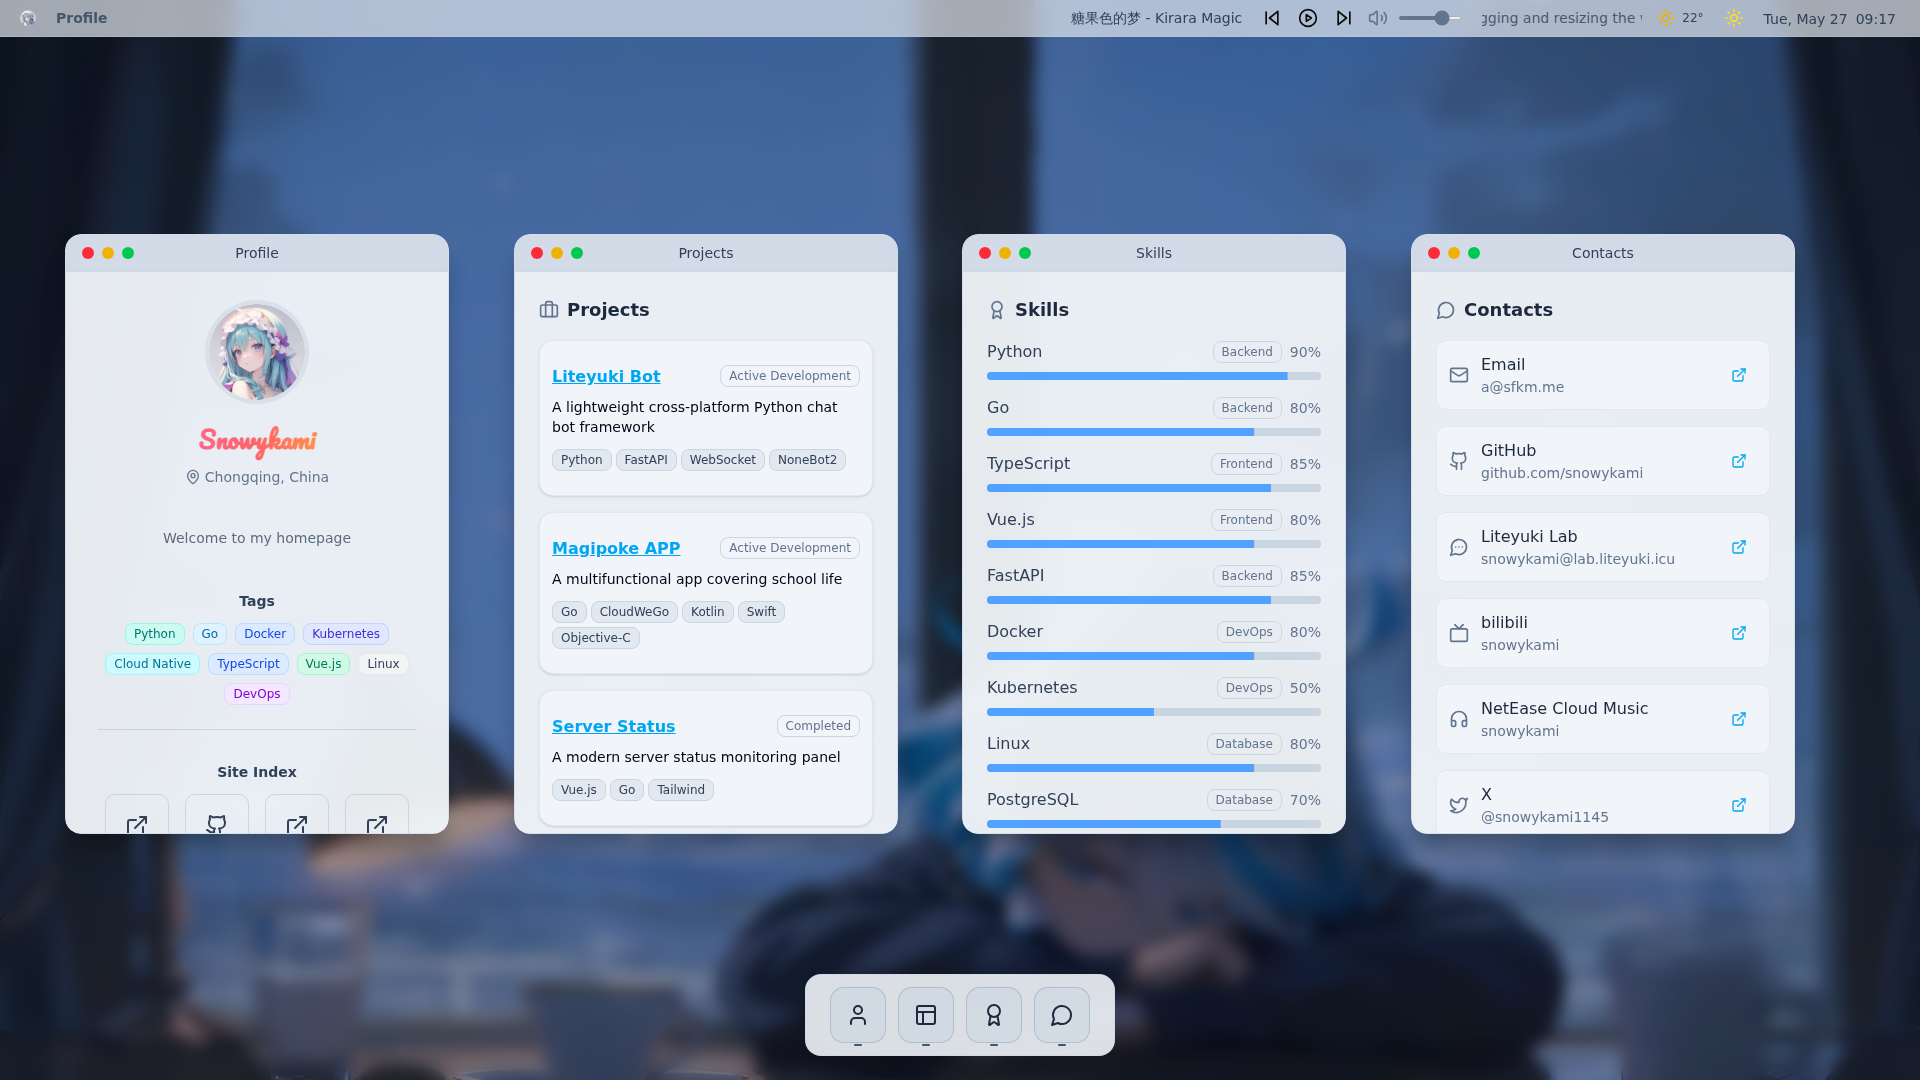 Profile
糖果色的梦 - Kirara Magic
gging and resizing the
22°
Tue, May 27 09:17
Profile
Snowykami
Chongqing, China
Welcome to my homepage
Tags
Python Go Docker Kubernetes
Cloud Native TypeScript Vue.js Linux
DevOps
Site Index
Projects
Projects
Liteyuki Bot Active Development
A lightweight cross-platform Python chat
bot framework
Python FastAPI WebSocket NoneBot2
Magipoke APP Active Development
A multifunctional app covering school life
Go CloudWeGo Kotlin Swift
Objective-C
Server Status Completed
A modern server status monitoring panel
Vue.js Go Tailwind
Skills
Skills
Python Backend 90%
Go Backend 80%
TypeScript Frontend 85%
Vue.js Frontend 80%
FastAPI Backend 85%
Docker DevOps 80%
Kubernetes DevOps 50%
Linux Database 80%
PostgreSQL Database 70%
Contacts
Contacts
Email
a@sfkm.me
GitHub
github.com/snowykami
Liteyuki Lab
snowykami@lab.liteyuki.icu
bilibili
snowykami
NetEase Cloud Music
snowykami
X
@snowykami1145